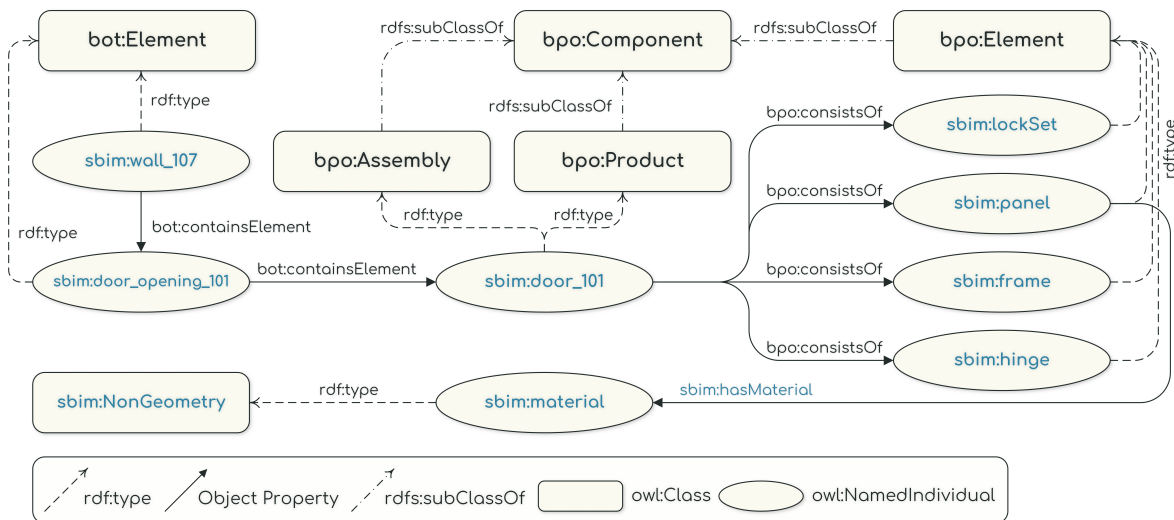 rdfs:subClassOf
rdfs:subClassOf
bot:Element
bpo:Component
bpo:Element
rdf:type
rdfs:subClassOf
bpo:consistsOf
sbim:lockSet
rdf:type
sbim:wall_107
bpo:Assembly
bpo:Product
bpo:consistsOf
sbim:panel
rdf:type
rdf:type
bot:containsElement
rdf:type
bot:containsElement
bpo:consistsOf
sbim:door_opening_101
sbim:door_101
sbim:frame
bpo:consistsOf
sbim:hinge
rdf:type
sbim:hasMaterial
sbim:NonGeometry
sbim:material
rdf:type
Object Property
rdfs:subClassOf
owl:Class
owl:NamedIndividual